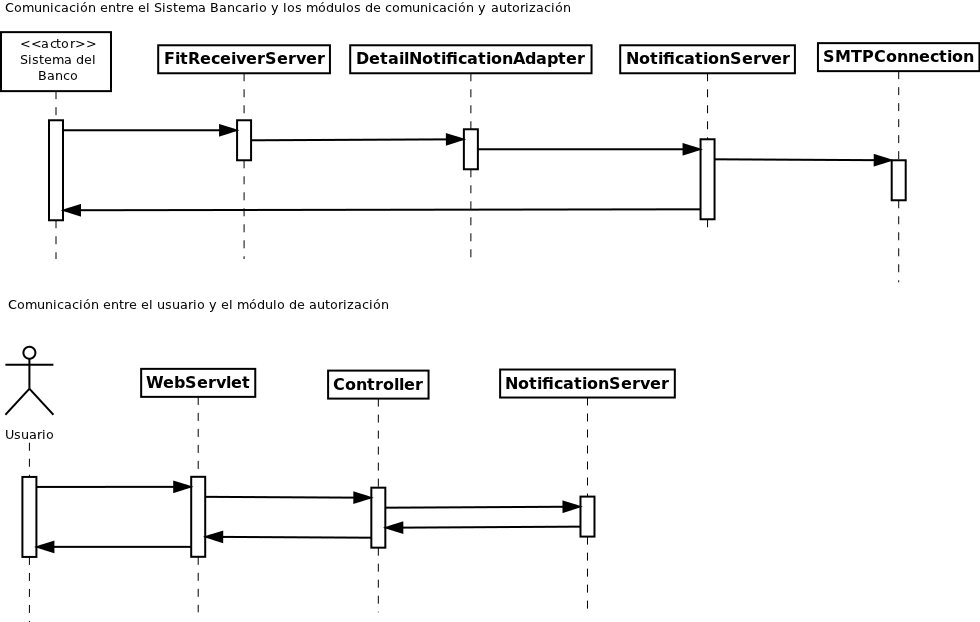 Comunicación entre el Sistema Bancario y los módulos de comunicación y autorización
<<actor>>
Sistema del
Banco
FitReceiverServer
DetailNotificationAdapter
NotificationServer
SMTPConnection
Comunicación entre el usuario y el módulo de autorización
Usuario
WebServlet
Controller
NotificationServer